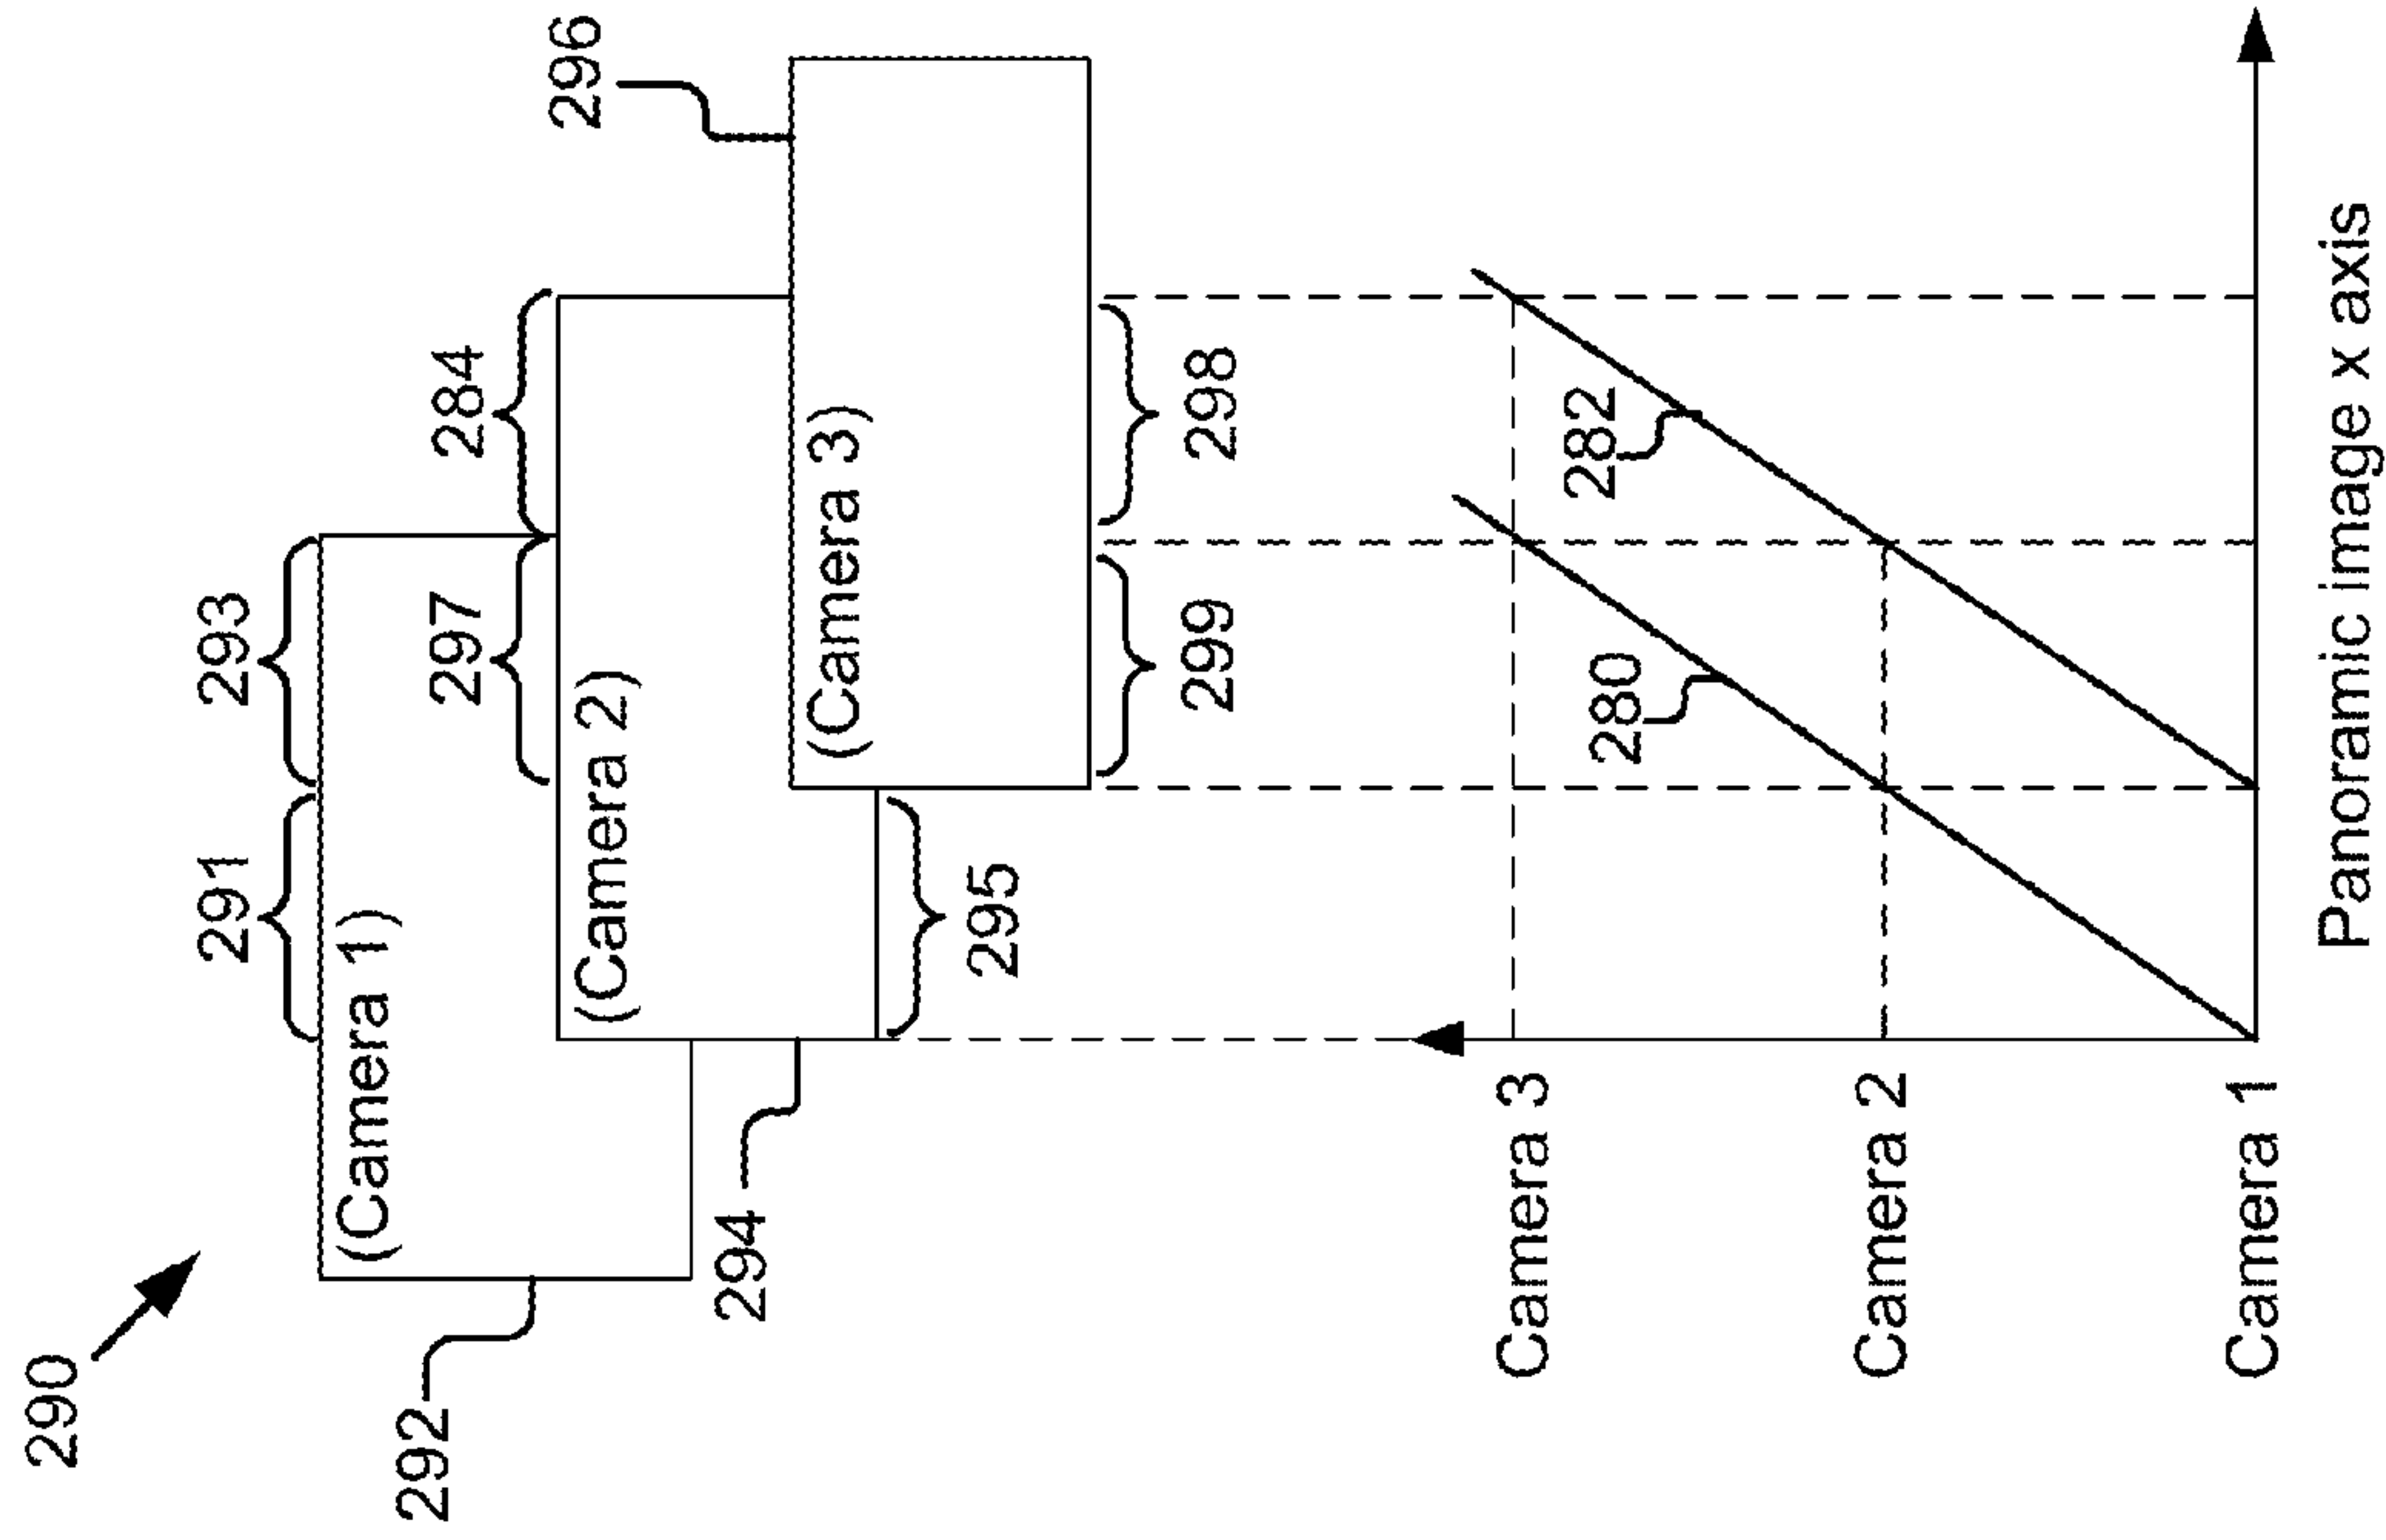 290
292
291
293
(Camera 1)
297
284
296
(Camera 2)
294
(Camera 3)
295
299
298
Camera 3
280
282
Camera 2
Camera 1
Panoramic image x axis